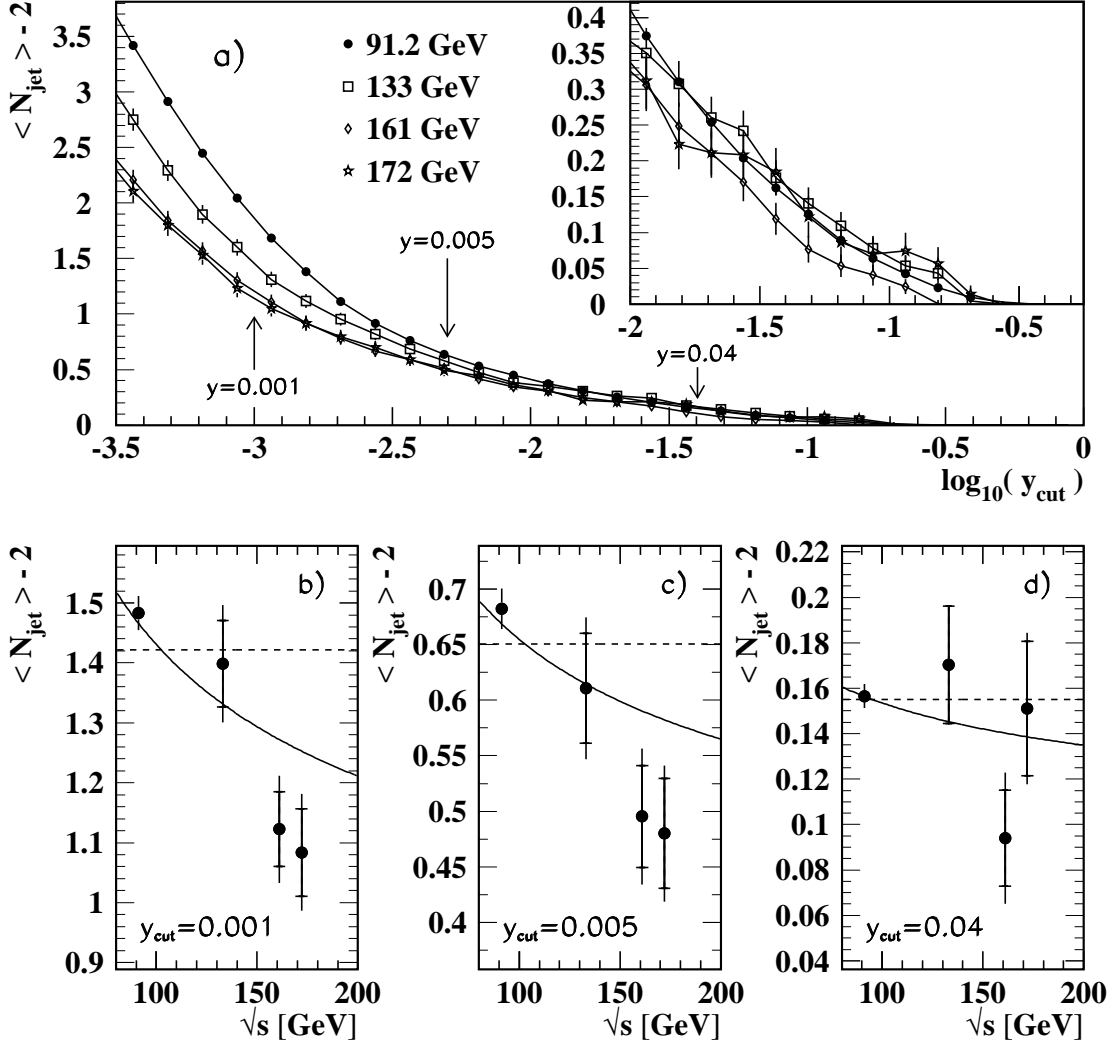 < N_jet > - 2
3.5
3
2.5
2
1.5
1
0.5
0
a)
91.2 GeV
133 GeV
161 GeV
172 GeV
y=0.001
y=0.005
y=0.04
-3.5 -3 -2.5 -2 -1.5 -1 -0.5 0
log_10( y_cut )
0.4
0.35
0.3
0.25
0.2
0.15
0.1
0.05
0
-2 -1.5 -1 -0.5
< N_jet > - 2
1.5
1.4
1.3
1.2
1.1
1
0.9
b)
y_cut=0.001
100 150 200
√s [GeV]
< N_jet > - 2
0.7
0.65
0.6
0.55
0.5
0.45
0.4
c)
y_cut=0.005
100 150 200
√s [GeV]
< N_jet > - 2
0.22
0.2
0.18
0.16
0.14
0.12
0.1
0.08
0.06
0.04
d)
y_cut=0.04
100 150 200
√s [GeV]